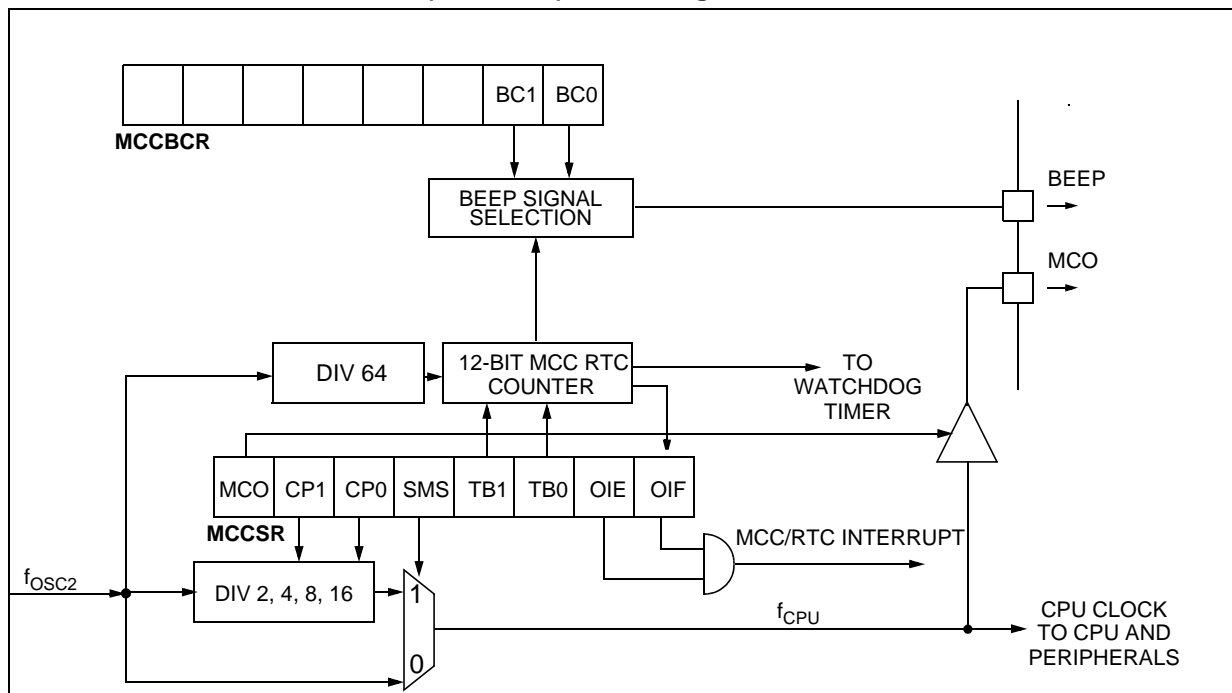 BC1 BC0
MCCBCR
BEEP SIGNAL
SELECTION
BEEP
MCO
DIV 64
12-BIT MCC RTC
COUNTER
TO
WATCHDOG
TIMER
MCO CP1 CP0 SMS TB1 TB0 OIE OIF
MCCSR
MCC/RTC INTERRUPT
fOSC2
DIV 2, 4, 8, 16
1
0
fCPU
CPU CLOCK
TO CPU AND
PERIPHERALS